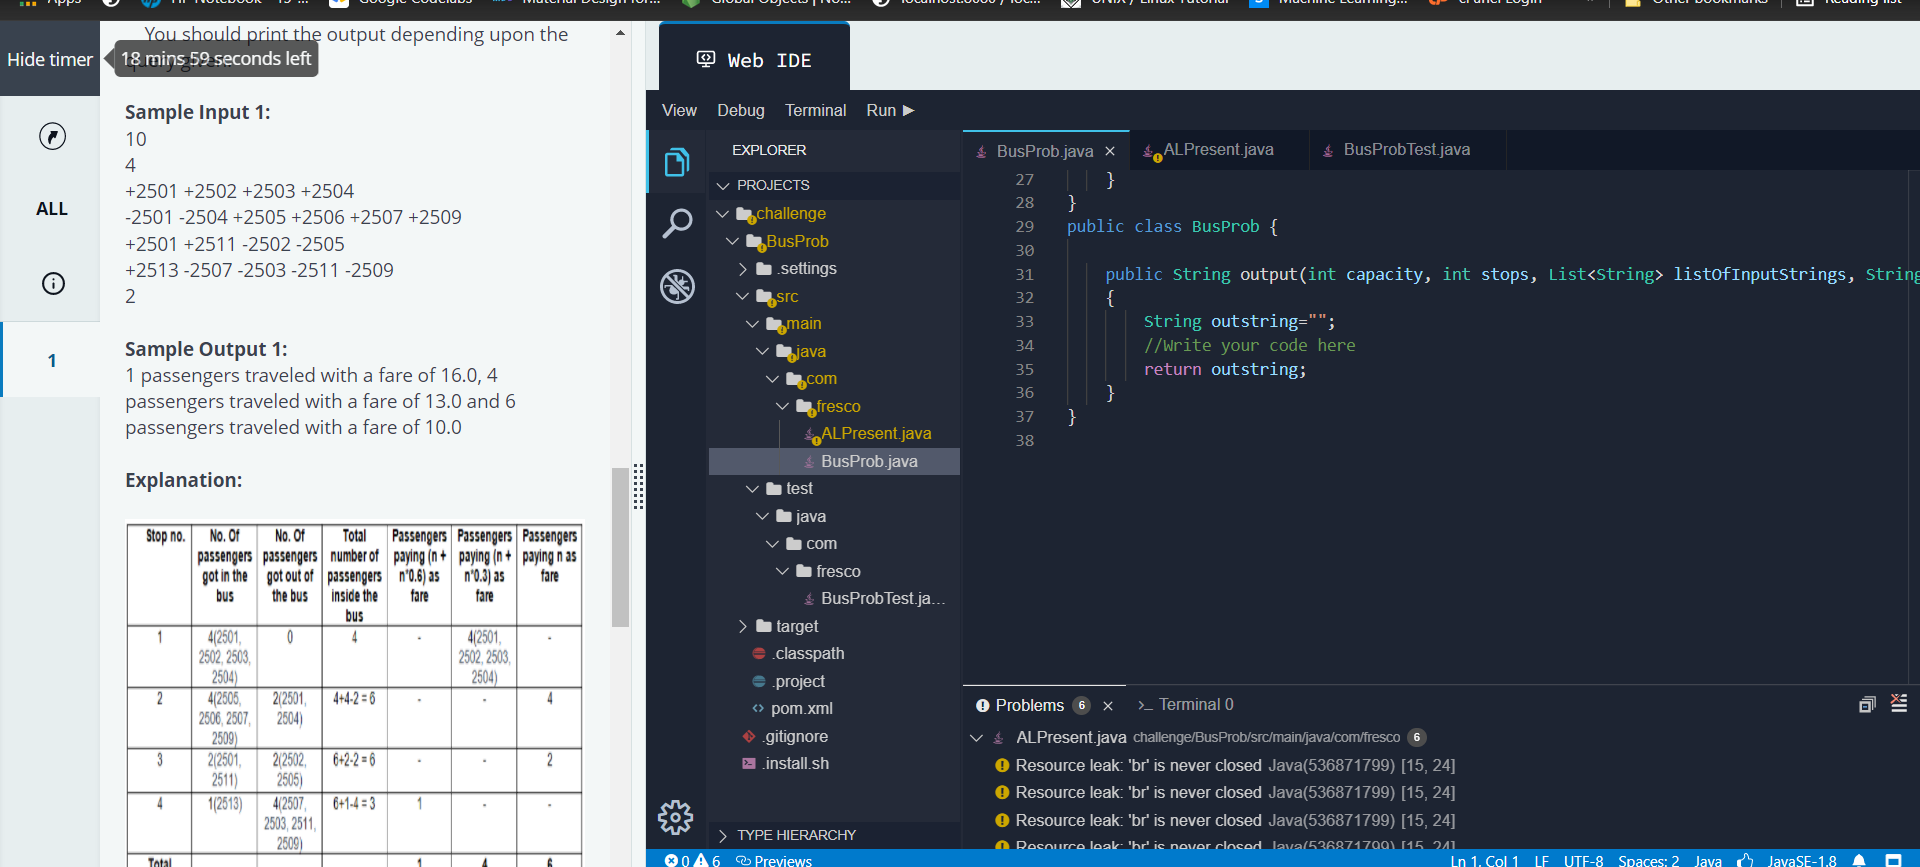 Apps
HP Notebook - 15 -...
Google Codelabs
Material Design for...
Global Objects | No...
localhost:8080 / loc...
UNIX / Linux Tutorial
Machine Learning...
cPanel Login
»
Other bookmarks
Reading list
Hide timer
18 mins 59 seconds left
ALL
1
You should print the output depending upon the
Sample Input 1:
10
4
+2501 +2502 +2503 +2504
-2501 -2504 +2505 +2506 +2507 +2509
+2501 +2511 -2502 -2505
+2513 -2507 -2503 -2511 -2509
2
Sample Output 1:
1 passengers traveled with a fare of 16.0, 4
passengers traveled with a fare of 13.0 and 6
passengers traveled with a fare of 10.0
Explanation:
Stop no. No. Of passengers got in the bus No. Of passengers got out of the bus Total number of passengers inside the bus Passengers paying (n + n*0.6) as fare Passengers paying (n + n*0.3) as fare Passengers paying n as fare
1 4(2501, 2502, 2503, 2504) 0 4 - 4(2501, 2502, 2503, 2504) -
2 4(2505, 2506, 2507, 2509) 2(2501, 2504) 4+4-2 = 6 - - 4
3 2(2501, 2511) 2(2502, 2505) 6+2-2 = 6 - - 2
4 1(2513) 4(2507, 2503, 2511, 2509) 6+1-4 = 3 1 - -
Total 1 4 6
Web IDE
View Debug Terminal Run
EXPLORER
PROJECTS
challenge
BusProb
.settings
src
main
java
com
fresco
ALPresent.java
BusProb.java
test
java
com
fresco
BusProbTest.ja...
target
.classpath
.project
pom.xml
.gitignore
.install.sh
TYPE HIERARCHY
BusProb.java × ALPresent.java BusProbTest.java
27 }
28 }
29 public class BusProb {
30
31 public String output(int capacity, int stops, List<String> listOfInputStrings, String
32 {
33 String outstring="";
34 //Write your code here
35 return outstring;
36 }
37 }
38
Problems 6 × >_ Terminal 0
ALPresent.java challenge/BusProb/src/main/java/com/fresco 6
Resource leak: 'br' is never closed Java(536871799) [15, 24]
Resource leak: 'br' is never closed Java(536871799) [15, 24]
Resource leak: 'br' is never closed Java(536871799) [15, 24]
Resource leak: 'br' is never closed Java(536871799) [15, 24]
0 6 Previews
Ln 1, Col 1 LF UTF-8 Spaces: 2 Java JavaSE-1.8